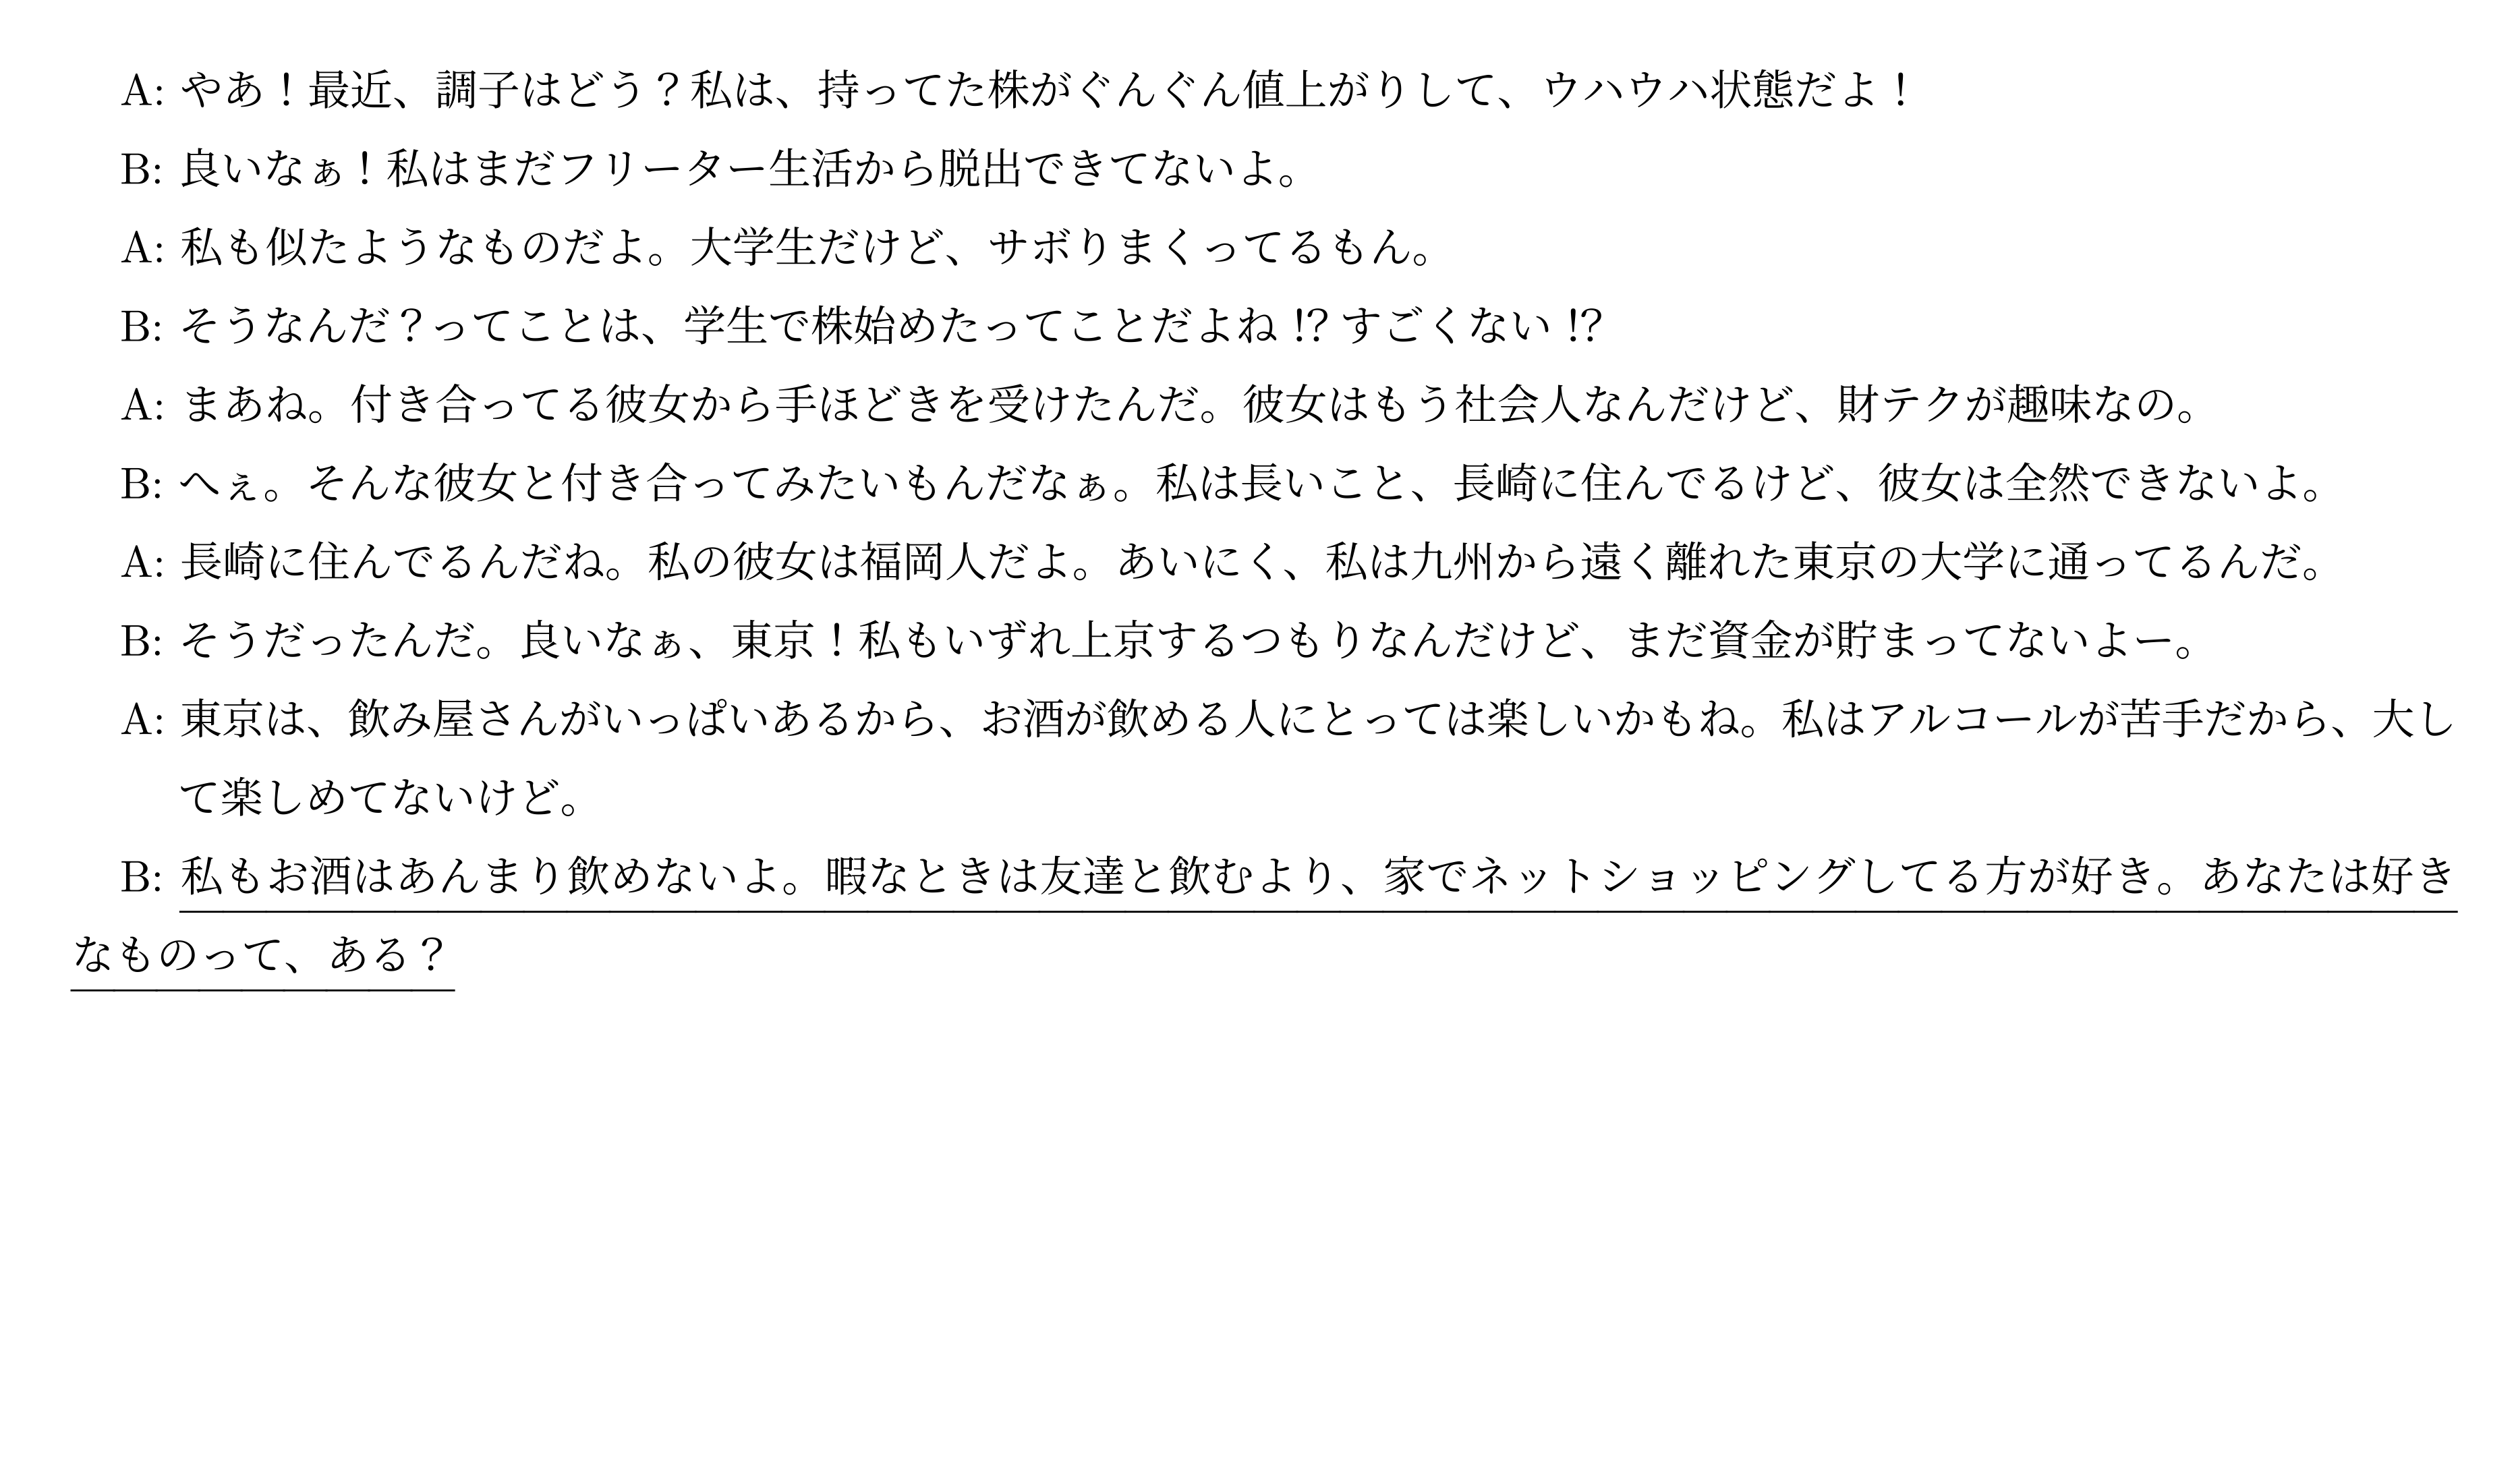 A: やあ！最近、調子はどう？私は、持ってた株がぐんぐん値上がりして、ウハウハ状態だよ！
B: 良いなぁ！私はまだフリーター生活から脱出できてないよ。
A: 私も似たようなものだよ。大学生だけど、サボりまくってるもん。
B: そうなんだ？ってことは、学生で株始めたってことだよね⁉すごくない⁉
A: まあね。付き合ってる彼女から手ほどきを受けたんだ。彼女はもう社会人なんだけど、財テクが趣味なの。
B: へぇ。そんな彼女と付き合ってみたいもんだなぁ。私は長いこと、長崎に住んでるけど、彼女は全然できないよ。
A: 長崎に住んでるんだね。私の彼女は福岡人だよ。あいにく、私は九州から遠く離れた東京の大学に通ってるんだ。
B: そうだったんだ。良いなぁ、東京！私もいずれ上京するつもりなんだけど、まだ資金が貯まってないよー。
A: 東京は、飲み屋さんがいっぱいあるから、お酒が飲める人にとっては楽しいかもね。私はアルコールが苦手だから、大し
て楽しめてないけど。
B: 私もお酒はあんまり飲めないよ。暇なときは友達と飲むより、家でネットショッピングしてる方が好き。あなたは好き
なものって、ある？